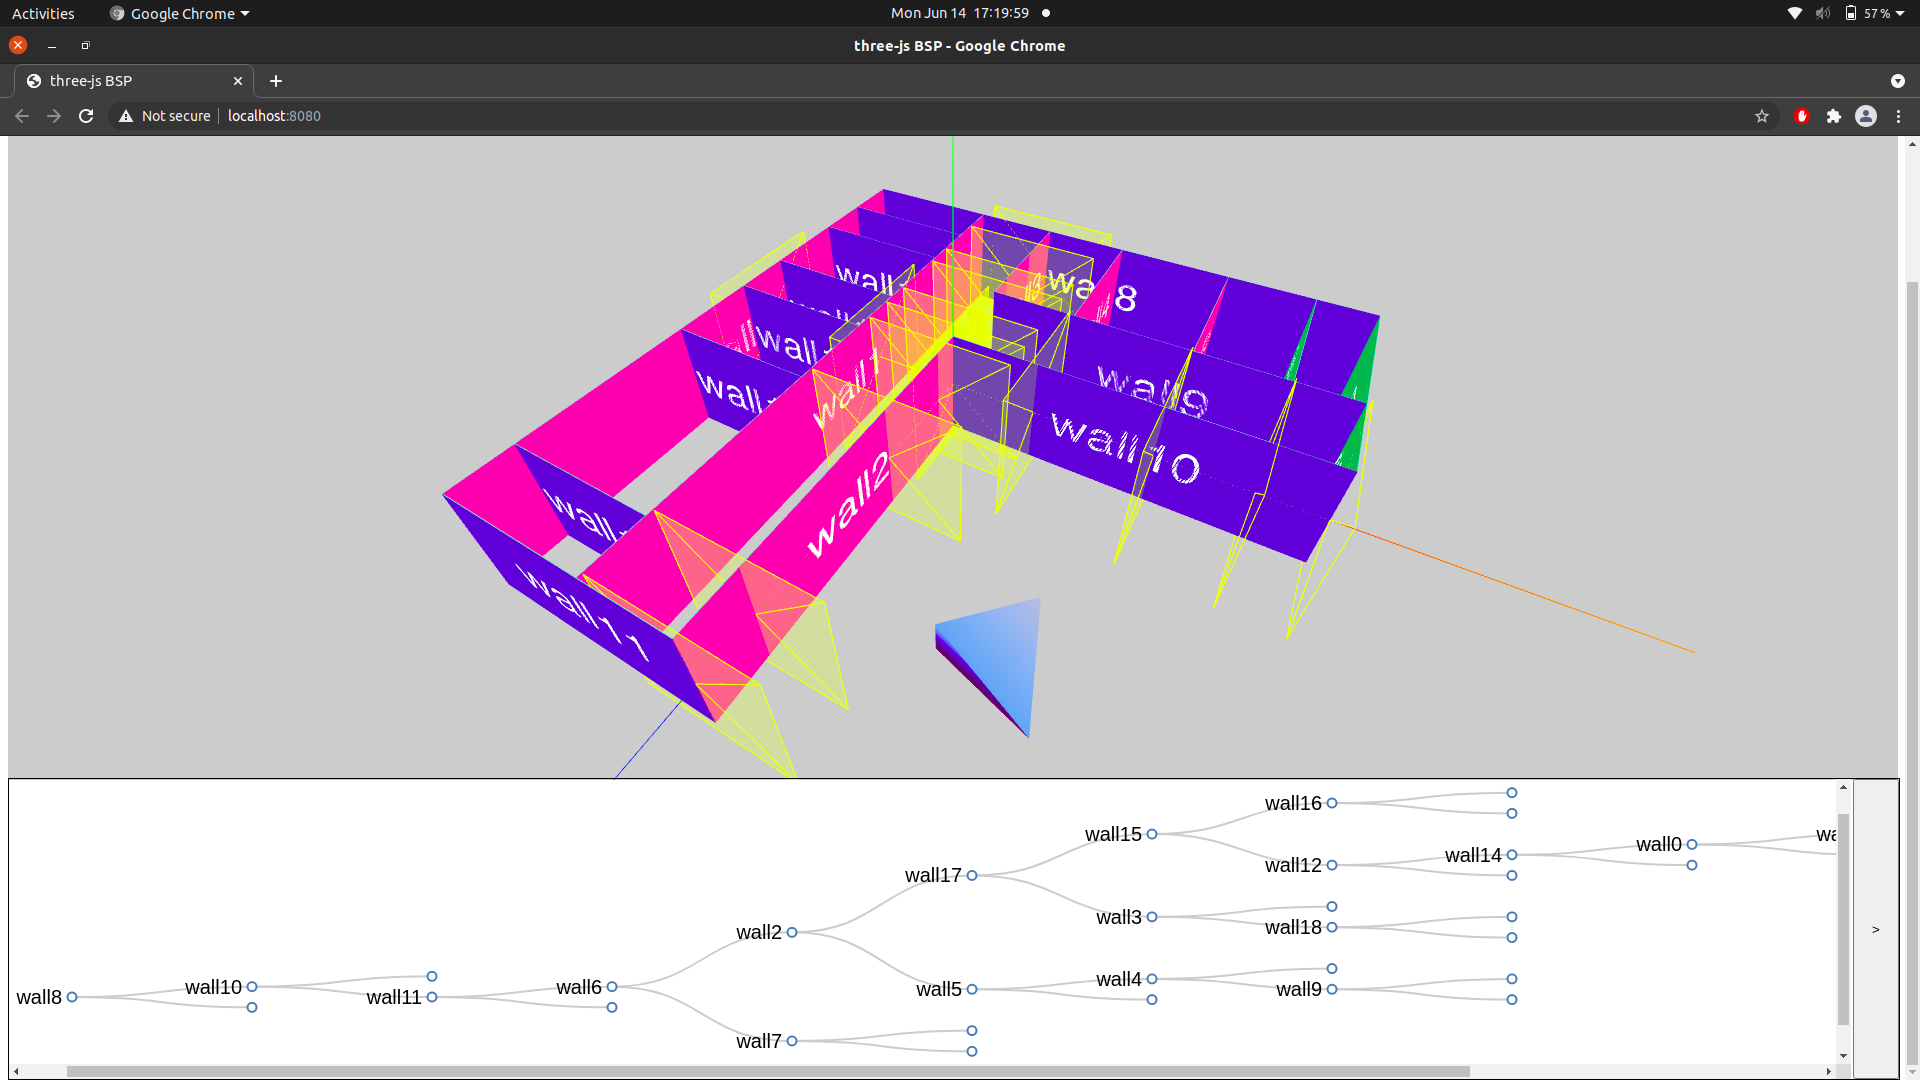 Activities Google Chrome Mon Jun 14 17:19:59 57 %
three-js BSP - Google Chrome
three-js BSP
Not secure localhost:8080
wall
wa 8
wall
wall
wall9
wall
wall10
wall2
wall
wall11
wall16
wall15
wall0
wall14
wall12
wall17
wall3
wall18
wall2
>
wall4
wall10
wall6
wall5
wall9
wall8
wall11
wall7